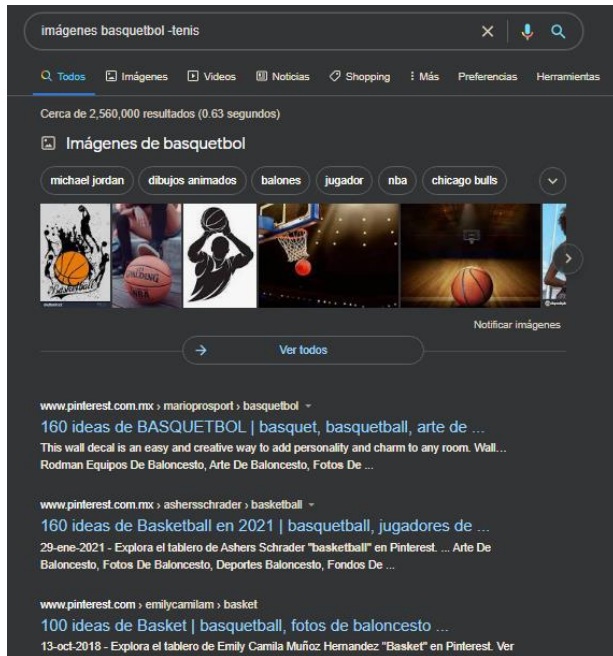 imágenes basquetbol -tenis
Todos Imágenes Videos Noticias Shopping Más Preferencias Herramientas
Cerca de 2,560,000 resultados (0.63 segundos)
Imágenes de basquetbol
michael jordan dibujos animados balones jugador nba chicago bulls
Basketball SPALDING NBA
Notificar imágenes
Ver todos
www.pinterest.com.mx › marioprosport › basquetbol
160 ideas de BASQUETBOL | basquet, basquetball, arte de ...
This wall decal is an easy and creative way to add personality and charm to any room. Wall...
Rodman Equipos De Baloncesto, Arte De Baloncesto, Fotos De ...
www.pinterest.com.mx › ashersschrader › basketball
160 ideas de Basketball en 2021 | basquetball, jugadores de ...
29-ene-2021 - Explora el tablero de Ashers Schrader "basketball" en Pinterest. ... Arte De
Baloncesto, Fotos De Baloncesto, Deportes Baloncesto, Fondos De ...
www.pinterest.com › emilycamilam › basket
100 ideas de Basket | basquetball, fotos de baloncesto ...
13-oct-2018 - Explora el tablero de Emily Camila Muñoz Hernandez "Basket" en Pinterest. Ver